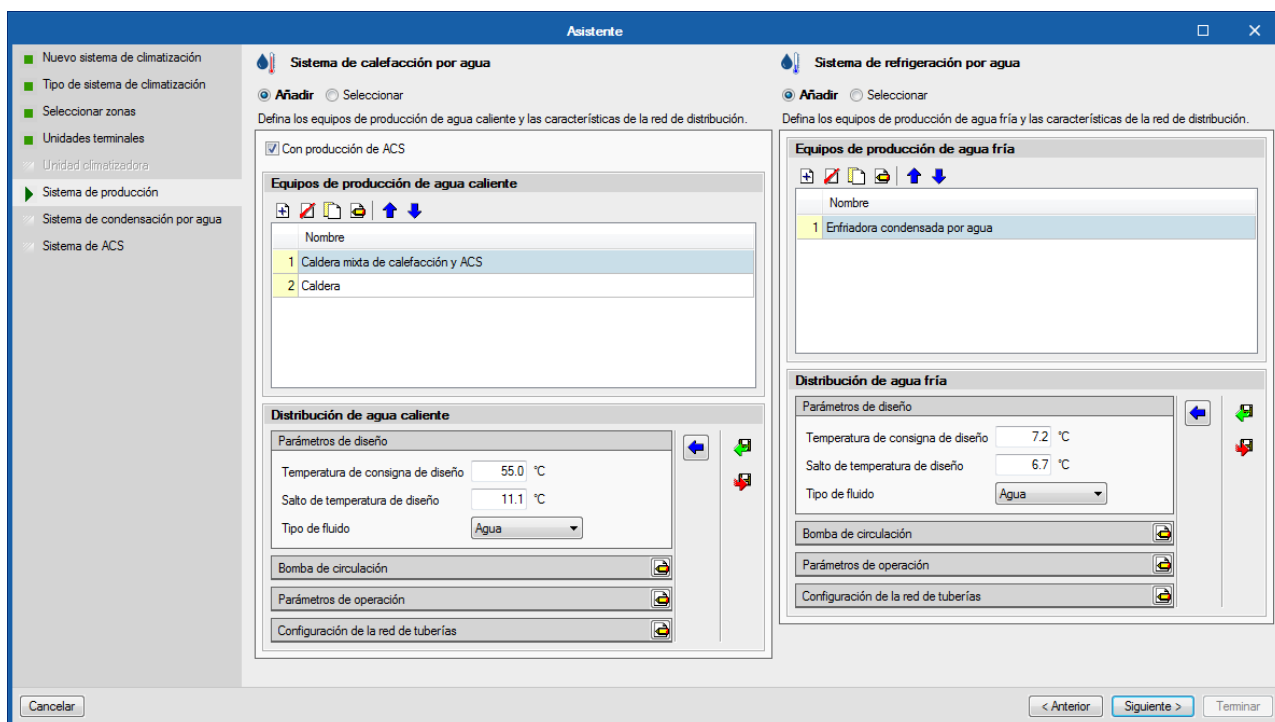 Asistente
Nuevo sistema de climatización
Tipo de sistema de climatización
Seleccionar zonas
Unidades terminales
Unidad climatizadora
Sistema de producción
Sistema de condensación por agua
Sistema de ACS
Sistema de calefacción por agua
Añadir Seleccionar
Defina los equipos de producción de agua caliente y las características de la red de distribución.
Con producción de ACS
Equipos de producción de agua caliente
Nombre
1 Caldera mixta de calefacción y ACS
2 Caldera
Distribución de agua caliente
Parámetros de diseño
Temperatura de consigna de diseño 55.0 °C
Salto de temperatura de diseño 11.1 °C
Tipo de fluido Agua
Bomba de circulación
Parámetros de operación
Configuración de la red de tuberías
Sistema de refrigeración por agua
Añadir Seleccionar
Defina los equipos de producción de agua fría y las características de la red de distribución.
Equipos de producción de agua fría
Nombre
1 Enfriadora condensada por agua
Distribución de agua fría
Parámetros de diseño
Temperatura de consigna de diseño 7.2 °C
Salto de temperatura de diseño 6.7 °C
Tipo de fluido Agua
Bomba de circulación
Parámetros de operación
Configuración de la red de tuberías
Cancelar
< Anterior Siguiente > Terminar